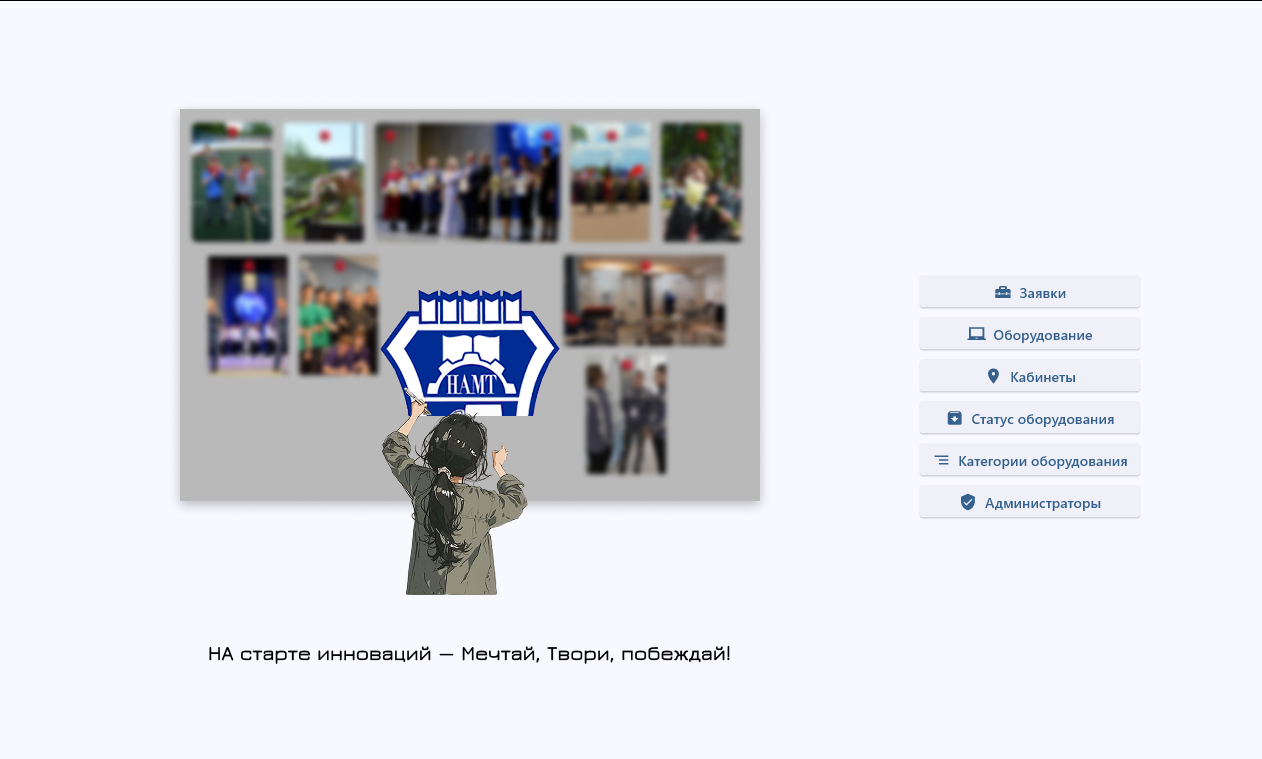 НАМТ
Заявки
Оборудование
Кабинеты
Статус оборудования
Категории оборудования
Администраторы
НА старте инноваций — Мечтай, Твори, побеждай!